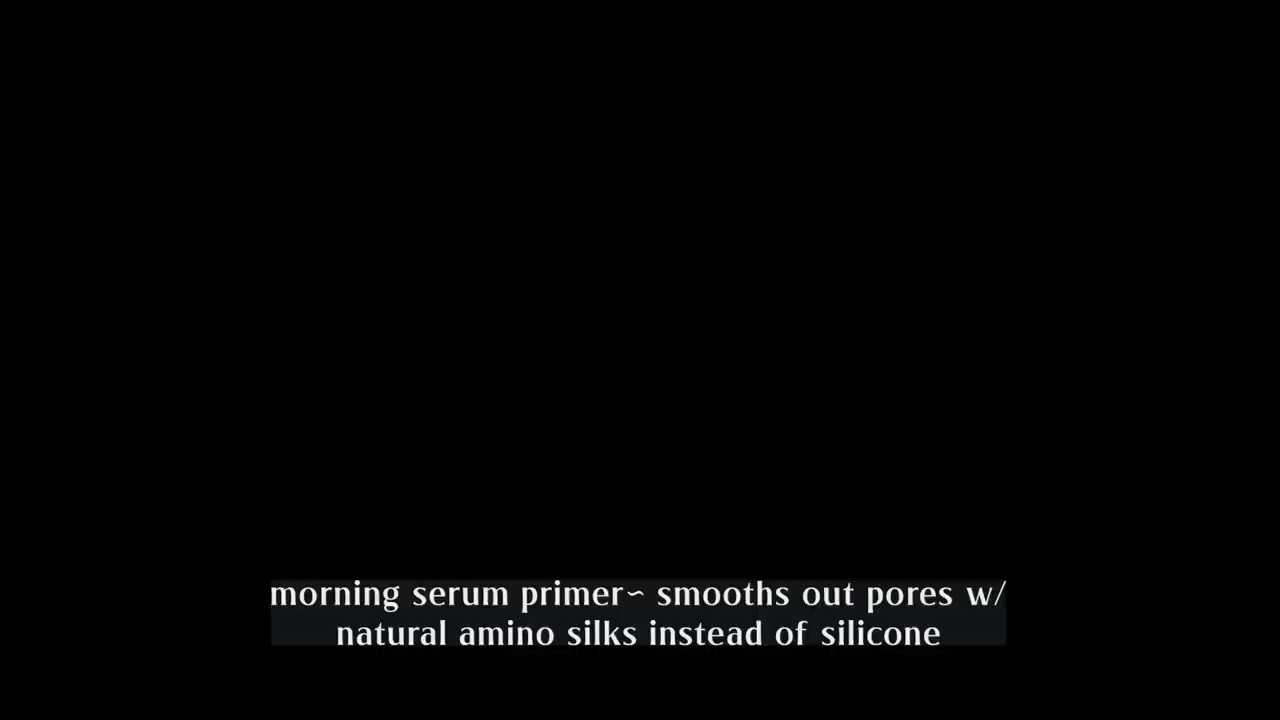 morning serum primer~ smooths out pores w/
natural amino silks instead of silicone